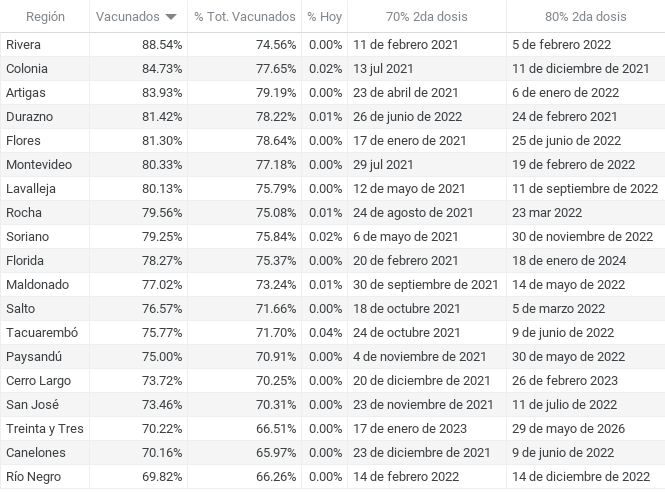 Región Vacunados % Tot. Vacunados % Hoy 70% 2da dosis 80% 2da dosis
Rivera 88.54% 74.56% 0.00% 11 de febrero 2021 5 de febrero 2022
Colonia 84.73% 77.65% 0.02% 13 jul 2021 11 de diciembre de 2021
Artigas 83.93% 79.19% 0.00% 23 de abril de 2021 6 de enero de 2022
Durazno 81.42% 78.22% 0.01% 26 de junio de 2022 24 de febrero 2021
Flores 81.30% 78.64% 0.00% 17 de enero de 2021 25 de junio de 2022
Montevideo 80.33% 77.18% 0.00% 29 jul 2021 19 de febrero de 2022
Lavalleja 80.13% 75.79% 0.00% 12 de mayo de 2021 11 de septiembre de 2022
Rocha 79.56% 75.08% 0.01% 24 de agosto de 2021 23 mar 2022
Soriano 79.25% 75.84% 0.02% 6 de mayo de 2021 30 de noviembre de 2022
Florida 78.27% 75.37% 0.00% 20 de febrero 2021 18 de enero de 2024
Maldonado 77.02% 73.24% 0.01% 30 de septiembre de 2021 14 de mayo de 2022
Salto 76.57% 71.66% 0.00% 18 de octubre 2021 5 de marzo 2022
Tacuarembó 75.77% 71.70% 0.04% 24 de octubre 2021 9 de junio de 2022
Paysandú 75.00% 70.91% 0.00% 4 de noviembre de 2021 30 de mayo de 2022
Cerro Largo 73.72% 70.25% 0.00% 20 de diciembre de 2021 26 de febrero 2023
San José 73.46% 70.31% 0.00% 23 de noviembre de 2021 11 de julio de 2022
Treinta y Tres 70.22% 66.51% 0.00% 17 de enero de 2023 29 de mayo de 2026
Canelones 70.16% 65.97% 0.00% 23 de diciembre de 2021 9 de junio de 2022
Río Negro 69.82% 66.26% 0.00% 14 de febrero 2022 14 de diciembre de 2022